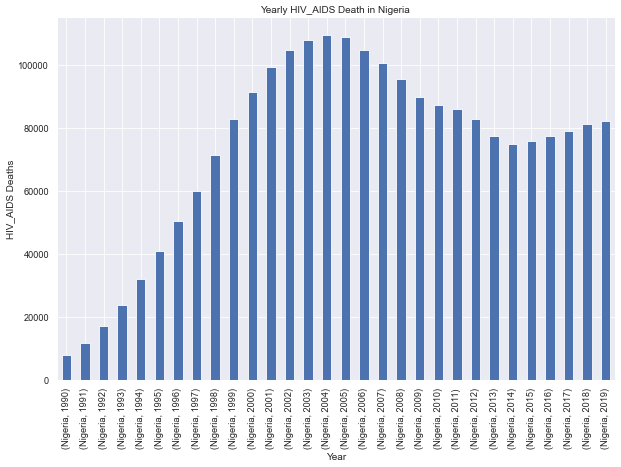 Yearly HIV_AIDS Death in Nigeria
HIV_AIDS Deaths
100000
80000
60000
40000
20000
0
(Nigeria, 1990)
(Nigeria, 1991)
(Nigeria, 1992)
(Nigeria, 1993)
(Nigeria, 1994)
(Nigeria, 1995)
(Nigeria, 1996)
(Nigeria, 1997)
(Nigeria, 1998)
(Nigeria, 1999)
(Nigeria, 2000)
(Nigeria, 2001)
(Nigeria, 2002)
(Nigeria, 2003)
(Nigeria, 2004)
(Nigeria, 2005)
(Nigeria, 2006)
(Nigeria, 2007)
(Nigeria, 2008)
(Nigeria, 2009)
(Nigeria, 2010)
(Nigeria, 2011)
(Nigeria, 2012)
(Nigeria, 2013)
(Nigeria, 2014)
(Nigeria, 2015)
(Nigeria, 2016)
(Nigeria, 2017)
(Nigeria, 2018)
(Nigeria, 2019)
Year